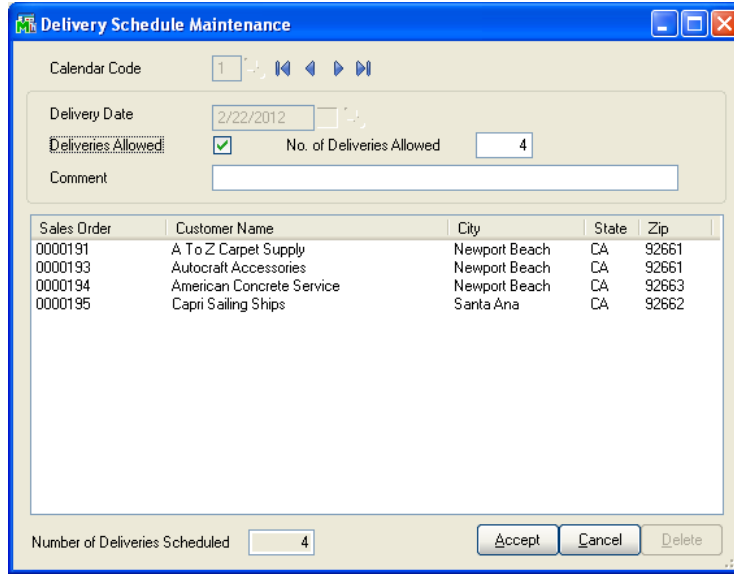 Delivery Schedule Maintenance
Calendar Code 1
Delivery Date 2/22/2012
Deliveries Allowed No. of Deliveries Allowed 4
Comment
Sales Order Customer Name City State Zip
0000191 A To Z Carpet Supply Newport Beach CA 92661
0000193 Autocraft Accessories Newport Beach CA 92661
0000194 American Concrete Service Newport Beach CA 92663
0000195 Capri Sailing Ships Santa Ana CA 92662
Number of Deliveries Scheduled 4 Accept Cancel Delete